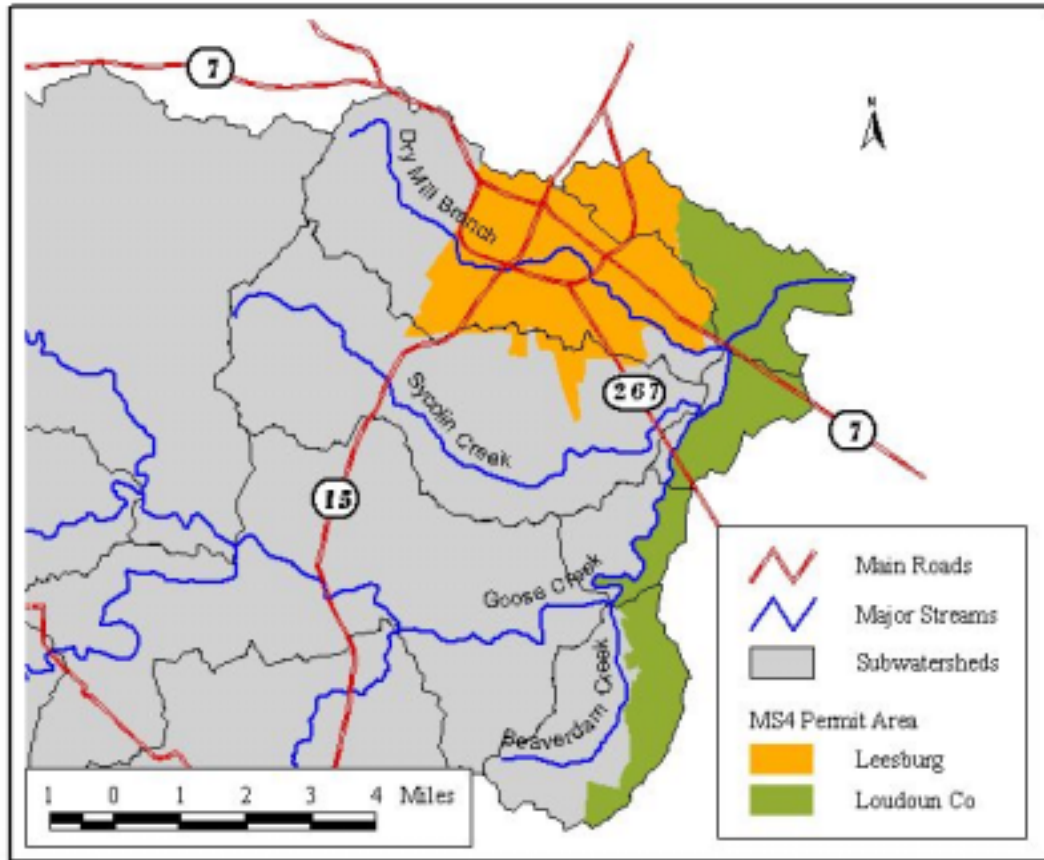 7
N
Dry Mill Branch
Sycolin Creek
267
7
15
Goose Creek
Beaverdam Creek
Main Roads
Major Streams
Subwatersheds
MS4 Permit Area
Leesburg
Loudoun Co
1 0 1 2 3 4 Miles